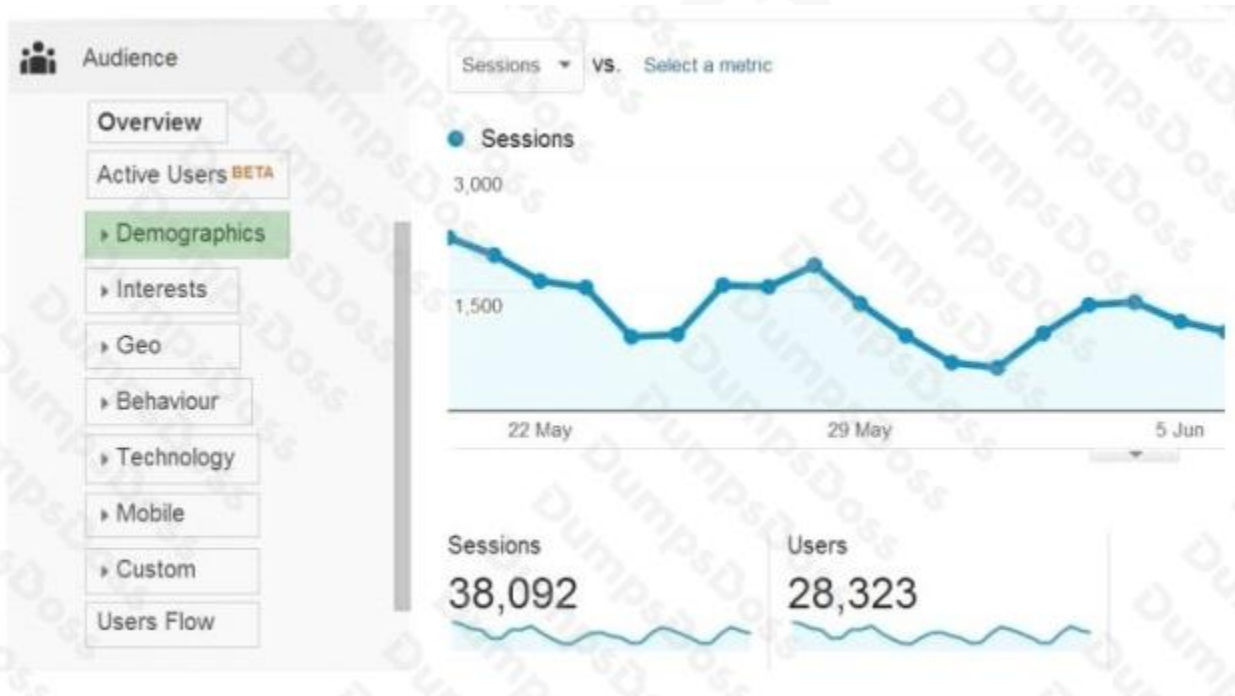 Audience
Overview
Active Users BETA
Demographics
Interests
Geo
Behaviour
Technology
Mobile
Custom
Users Flow
Sessions VS. Select a metric
Sessions
3,000
1,500
22 May 29 May 5 Jun
Sessions
38,092
Users
28,323
DumpsDoss